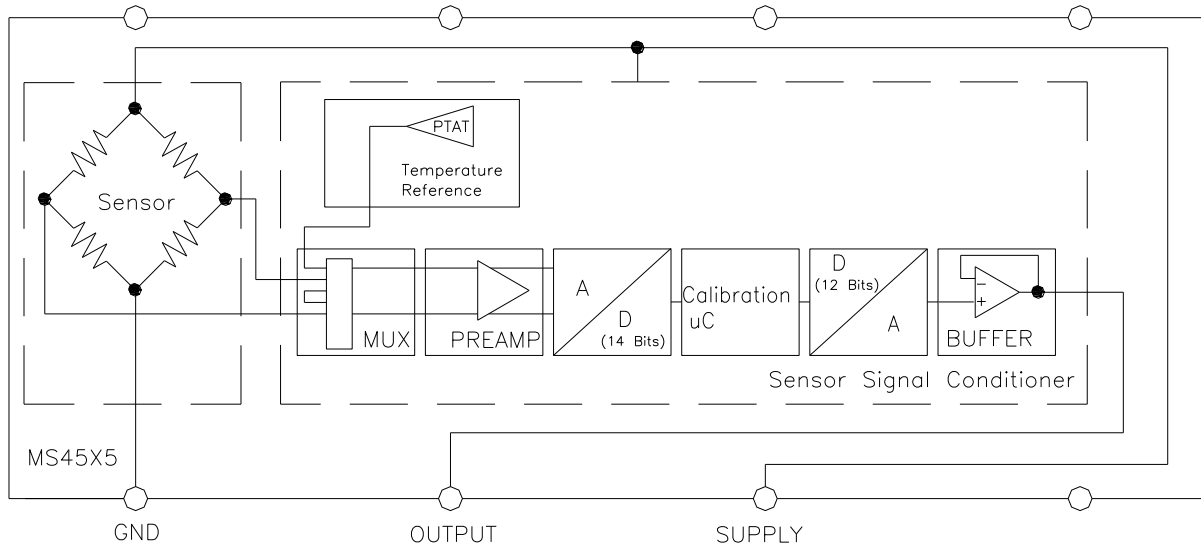 PTAT
Temperature
Reference
Sensor
A
D
(14 Bits)
Calibration
uC
D
(12 Bits)
A
-
+
MUX
PREAMP
BUFFER
Sensor Signal Conditioner
MS45X5
GND
OUTPUT
SUPPLY